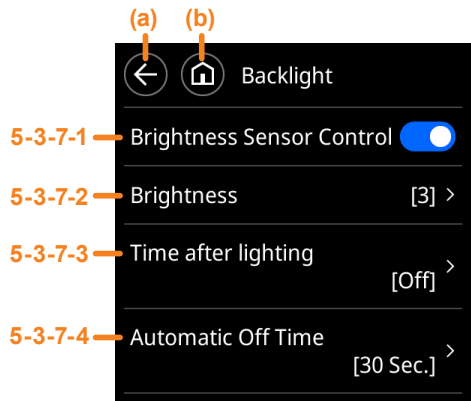 (a) (b)
Backlight
5-3-7-1 Brightness Sensor Control
5-3-7-2 Brightness [3] >
5-3-7-3 Time after lighting
[Off] >
5-3-7-4 Automatic Off Time
[30 Sec.] >